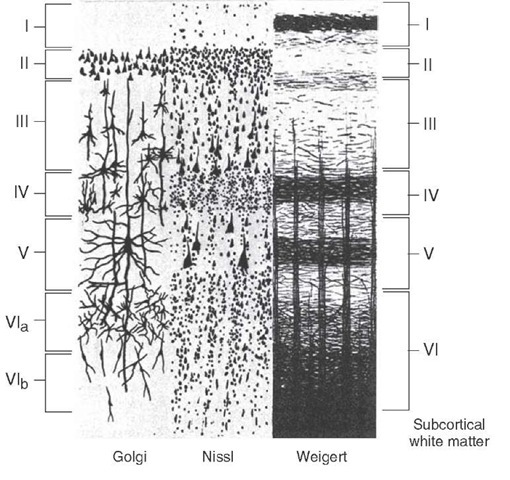 I
II
III
IV
V
VIa
VIb
I
II
III
IV
V
VI
Subcortical
white matter
Golgi
Nissl
Weigert